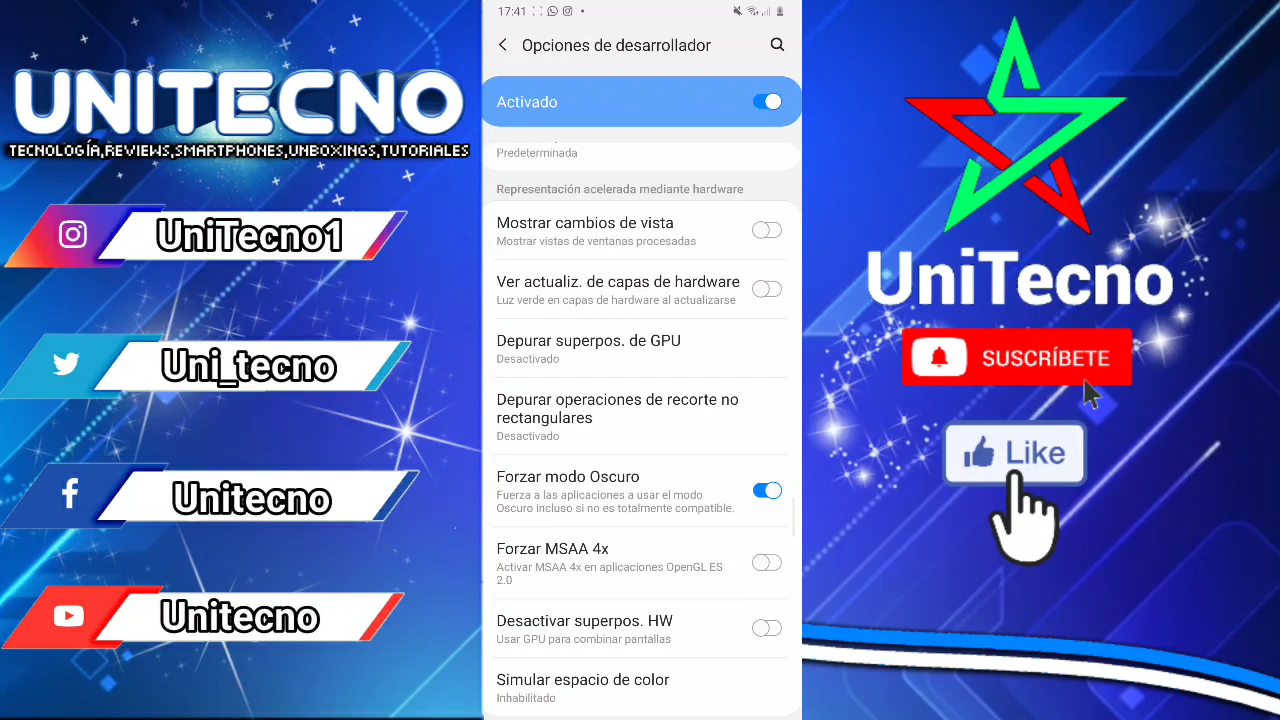 UNITECNO
TECNOLOGÍA,REVIEWS,SMARTPHONES,UNBOXINGS,TUTORIALES
UniTecno1
Uni_tecno
Unitecno
Unitecno
17:41
Opciones de desarrollador
Activado
Predeterminada
Representación acelerada mediante hardware
Mostrar cambios de vista
Mostrar vistas de ventanas procesadas
Ver actualiz. de capas de hardware
Luz verde en capas de hardware al actualizarse
Depurar superpos. de GPU
Desactivado
Depurar operaciones de recorte no
rectangulares
Desactivado
Forzar modo Oscuro
Fuerza a las aplicaciones a usar el modo
Oscuro incluso si no es totalmente compatible.
Forzar MSAA 4x
Activar MSAA 4x en aplicaciones OpenGL ES
2.0
Desactivar superpos. HW
Usar GPU para combinar pantallas
Simular espacio de color
Inhabilitado
UniTecno
SUSCRÍBETE
Like